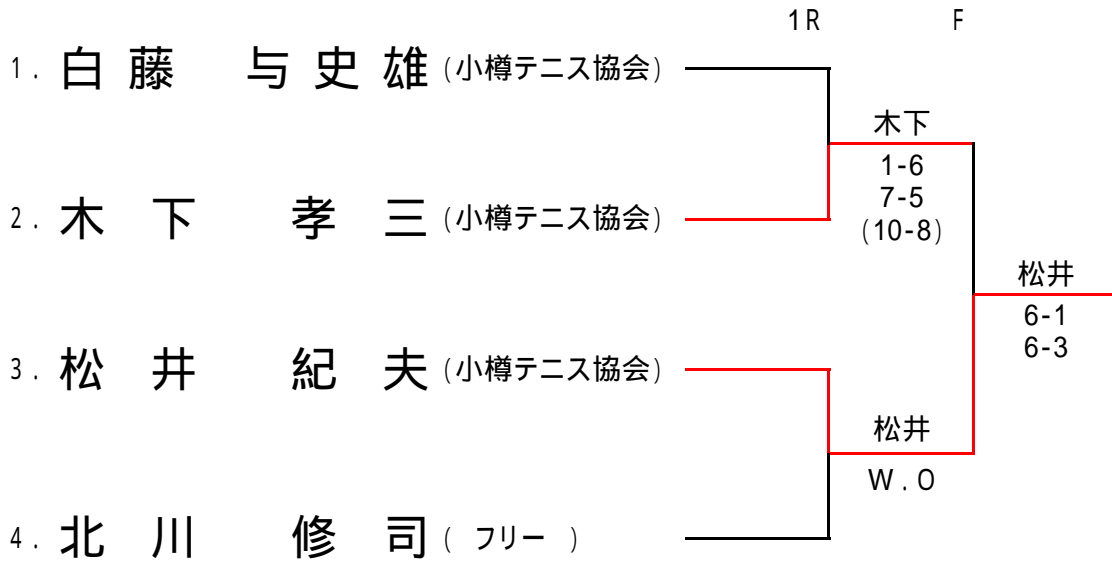 1R F
1. 白藤 与史雄 (小樽テニス協会)
木下
1-6
7-5
(10-8)
2. 木下 孝三 (小樽テニス協会)
松井
6-1
6-3
3. 松井 紀夫 (小樽テニス協会)
松井
W.O
4. 北川 修司 ( フリー )